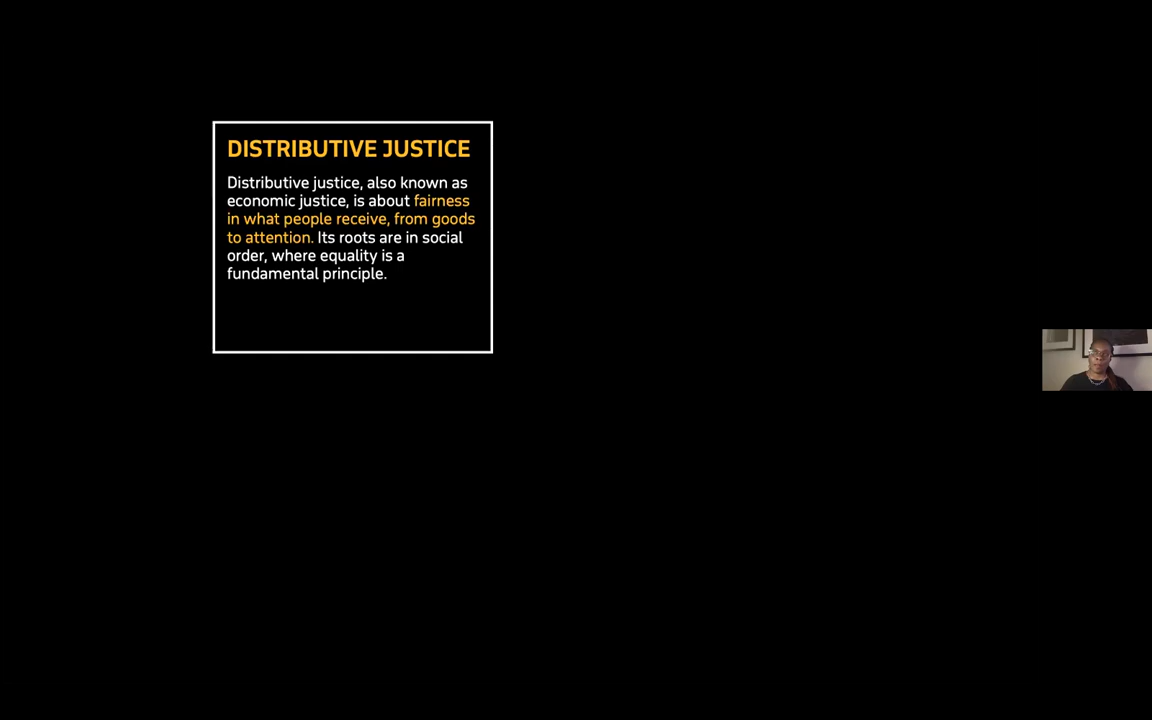 DISTRIBUTIVE JUSTICE
Distributive justice, also known as
economic justice, is about fairness
in what people receive, from goods
to attention. Its roots are in social
order, where equality is a
fundamental principle.